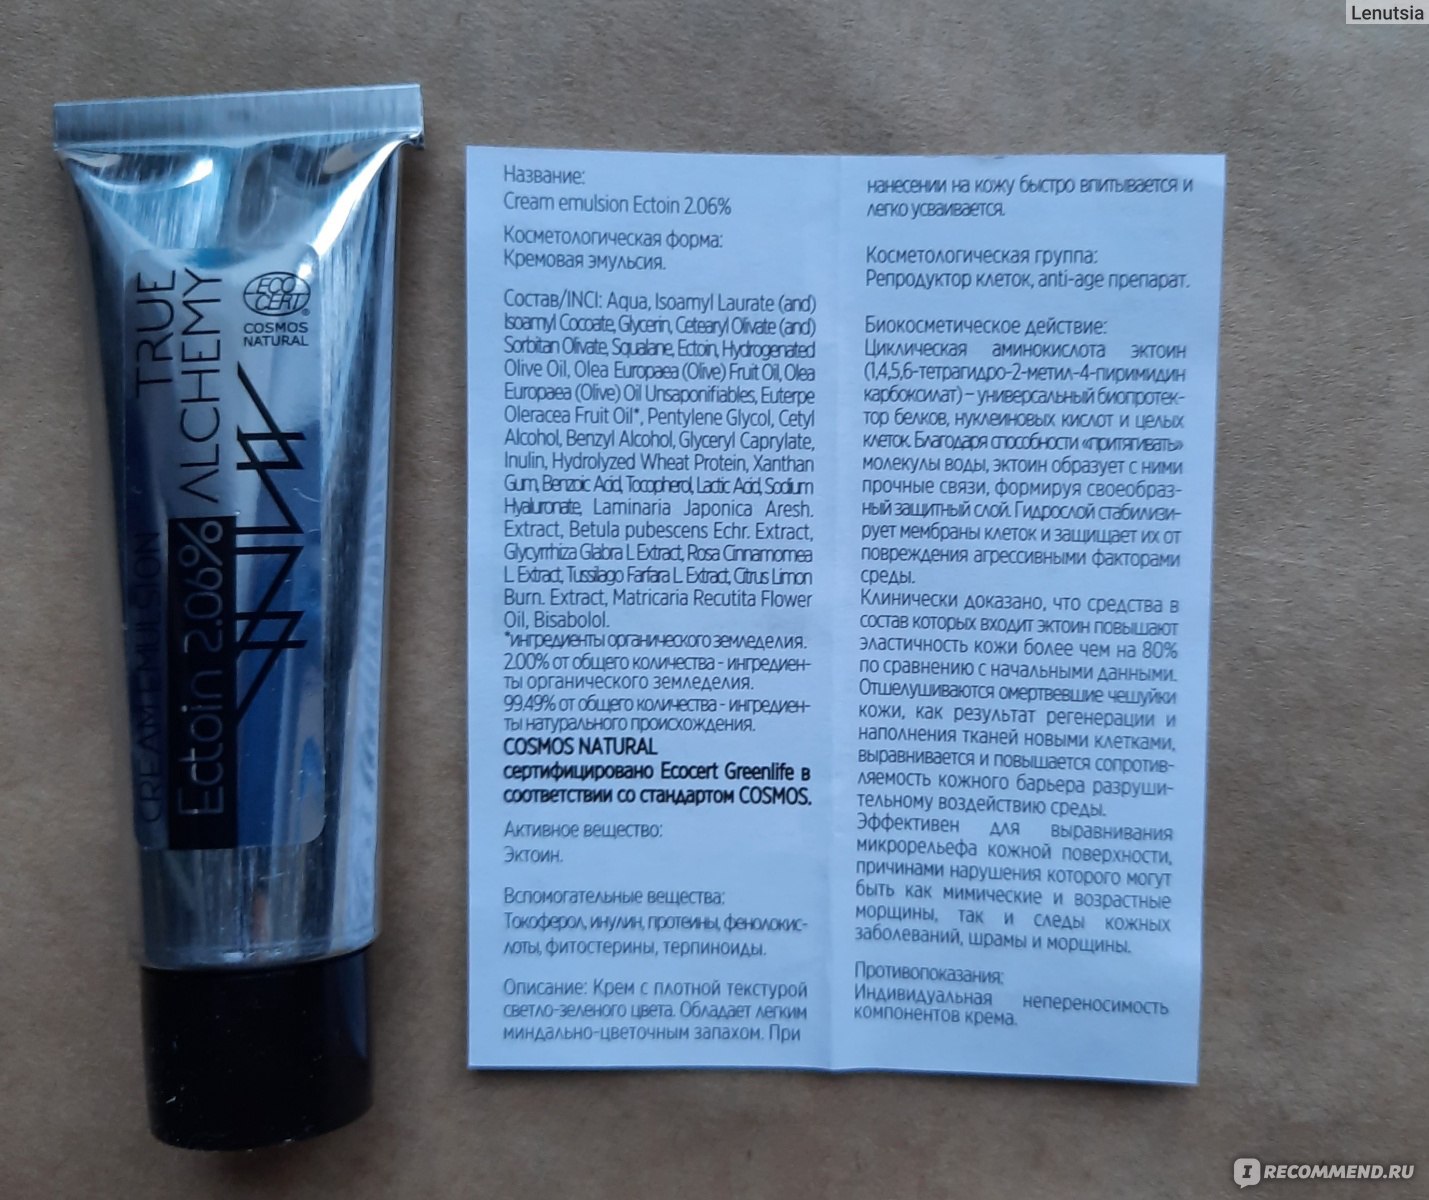 Lenutsia
TRUE
ALCHEMY
ECO
CERT
®
COSMOS
NATURAL
CREAM EMULSION
Ectoin 2.06%
Название:
Cream emulsion Ectoin 2.06%
Косметологическая форма:
Кремовая эмульсия.
Состав/INCI: Aqua, Isoamyl Laurate (and)
Isoamyl Cocoate, Glycerin, Cetearyl Olivate (and)
Sorbitan Olivate, Squalane, Ectoin, Hydrogenated
Olive Oil, Olea Europaea (Olive) Fruit Oil, Olea
Europaea (Olive) Oil Unsaponifiables, Euterpe
Oleracea Fruit Oil*, Pentylene Glycol, Cetyl
Alcohol, Benzyl Alcohol, Glyceryl Caprylate,
Inulin, Hydrolyzed Wheat Protein, Xanthan
Gum, Benzoic Acid, Tocopherol, Lactic Acid, Sodium
Hyaluronate, Laminaria Japonica Aresh.
Extract, Betula pubescens Echr. Extract,
Glycyrrhiza Glabra L Extract, Rosa Cinnamomea
L Extract, Tussilago Farfara L. Extract, Citrus Limon
Burn. Extract, Matricaria Recutita Flower
Oil, Bisabolol.
*ингредиенты органического земледелия.
2.00% от общего количества - ингредиен-
ты органического земледелия.
99.49% от общего количества - ингредиен-
ты натурального происхождения.
COSMOS NATURAL
сертифицировано Ecocert Greenlife в
соответствии со стандартом COSMOS.
Активное вещество:
Эктоин.
Вспомогательные вещества:
Токоферол, инулин, протеины, фенолокис-
лоты, фитостерины, терпиноиды.
Описание: Крем с плотной текстурой
светло-зеленого цвета. Обладает легким
миндально-цветочным запахом. При
нанесении на кожу быстро впитывается и
легко усваивается.
Косметологическая группа:
Репродуктор клеток, anti-age препарат.
Биокосметическое действие:
Циклическая аминокислота эктоин
(1,4,5,6-тетрагидро-2-метил-4-пиримидин
карбоксилат) – универсальный биопротек-
тор белков, нуклеиновых кислот и целых
клеток. Благодаря способности «притягивать»
молекулы воды, эктоин образует с ними
прочные связи, формируя своеобраз-
ный защитный слой. Гидрослой стабилизи-
рует мембраны клеток и защищает их от
повреждения агрессивными факторами
среды.
Клинически доказано, что средства в
состав которых входит эктоин повышают
эластичность кожи более чем на 80%
по сравнению с начальными данными.
Отшелушиваются омертвевшие чешуйки
кожи, как результат регенерации и
наполнения тканей новыми клетками,
выравнивается и повышается сопротив-
ляемость кожного барьера разруши-
тельному воздействию среды.
Эффективен для выравнивания
микрорельефа кожной поверхности,
причинами нарушения которого могут
быть как мимические и возрастные
морщины, так и следы кожных
заболеваний, шрамы и морщины.
Противопоказания:
Индивидуальная непереносимость
компонентов крема.
IRECOMMEND.RU